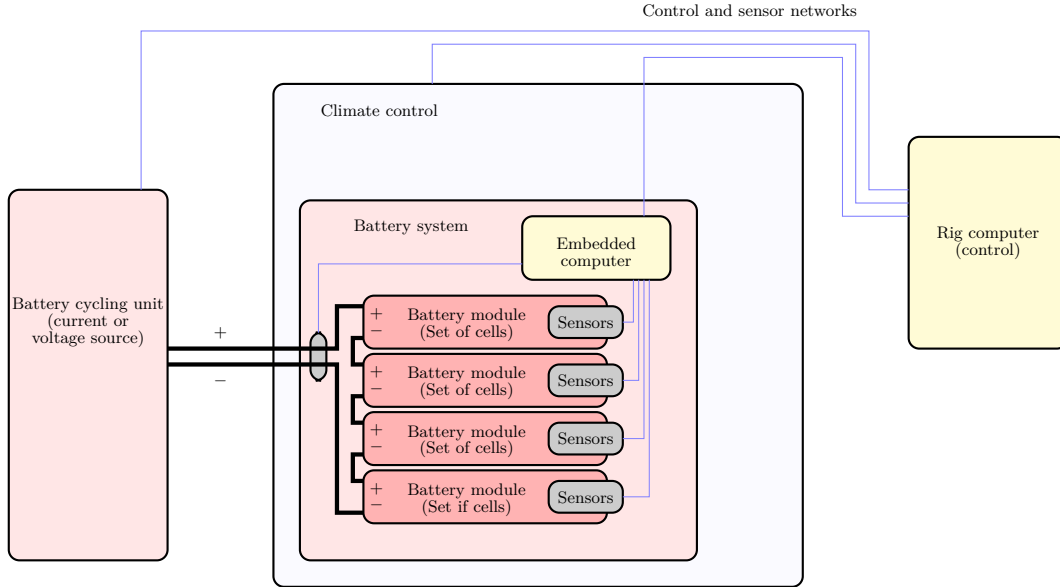 Control and sensor networks
Climate control
Battery system
Embedded
computer
Rig computer
(control)
Battery cycling unit
(current or
voltage source)
+
−
+
−
Battery module
(Set of cells)
Sensors
+
−
Battery module
(Set of cells)
Sensors
+
−
Battery module
(Set of cells)
Sensors
+
−
Battery module
(Set if cells)
Sensors